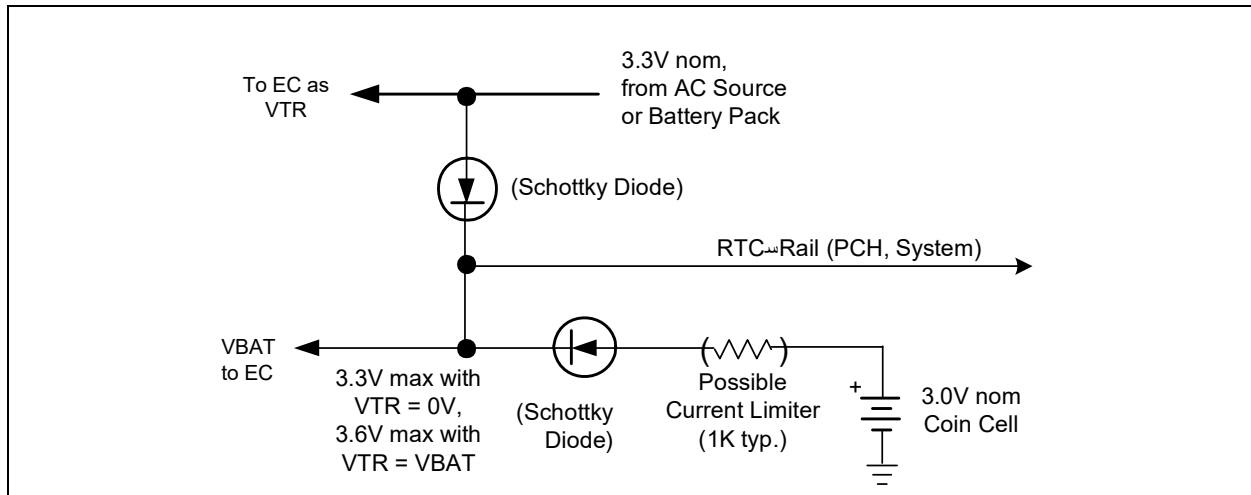 3.3V nom,
from AC Source
or Battery Pack
To EC as
VTR
(Schottky Diode)
RTC Rail (PCH, System)
VBAT
to EC
3.3V max with
VTR = 0V,
3.6V max with
VTR = VBAT
(Schottky
Diode)
( )
Possible
Current Limiter
(1K typ.)
+
3.0V nom
Coin Cell